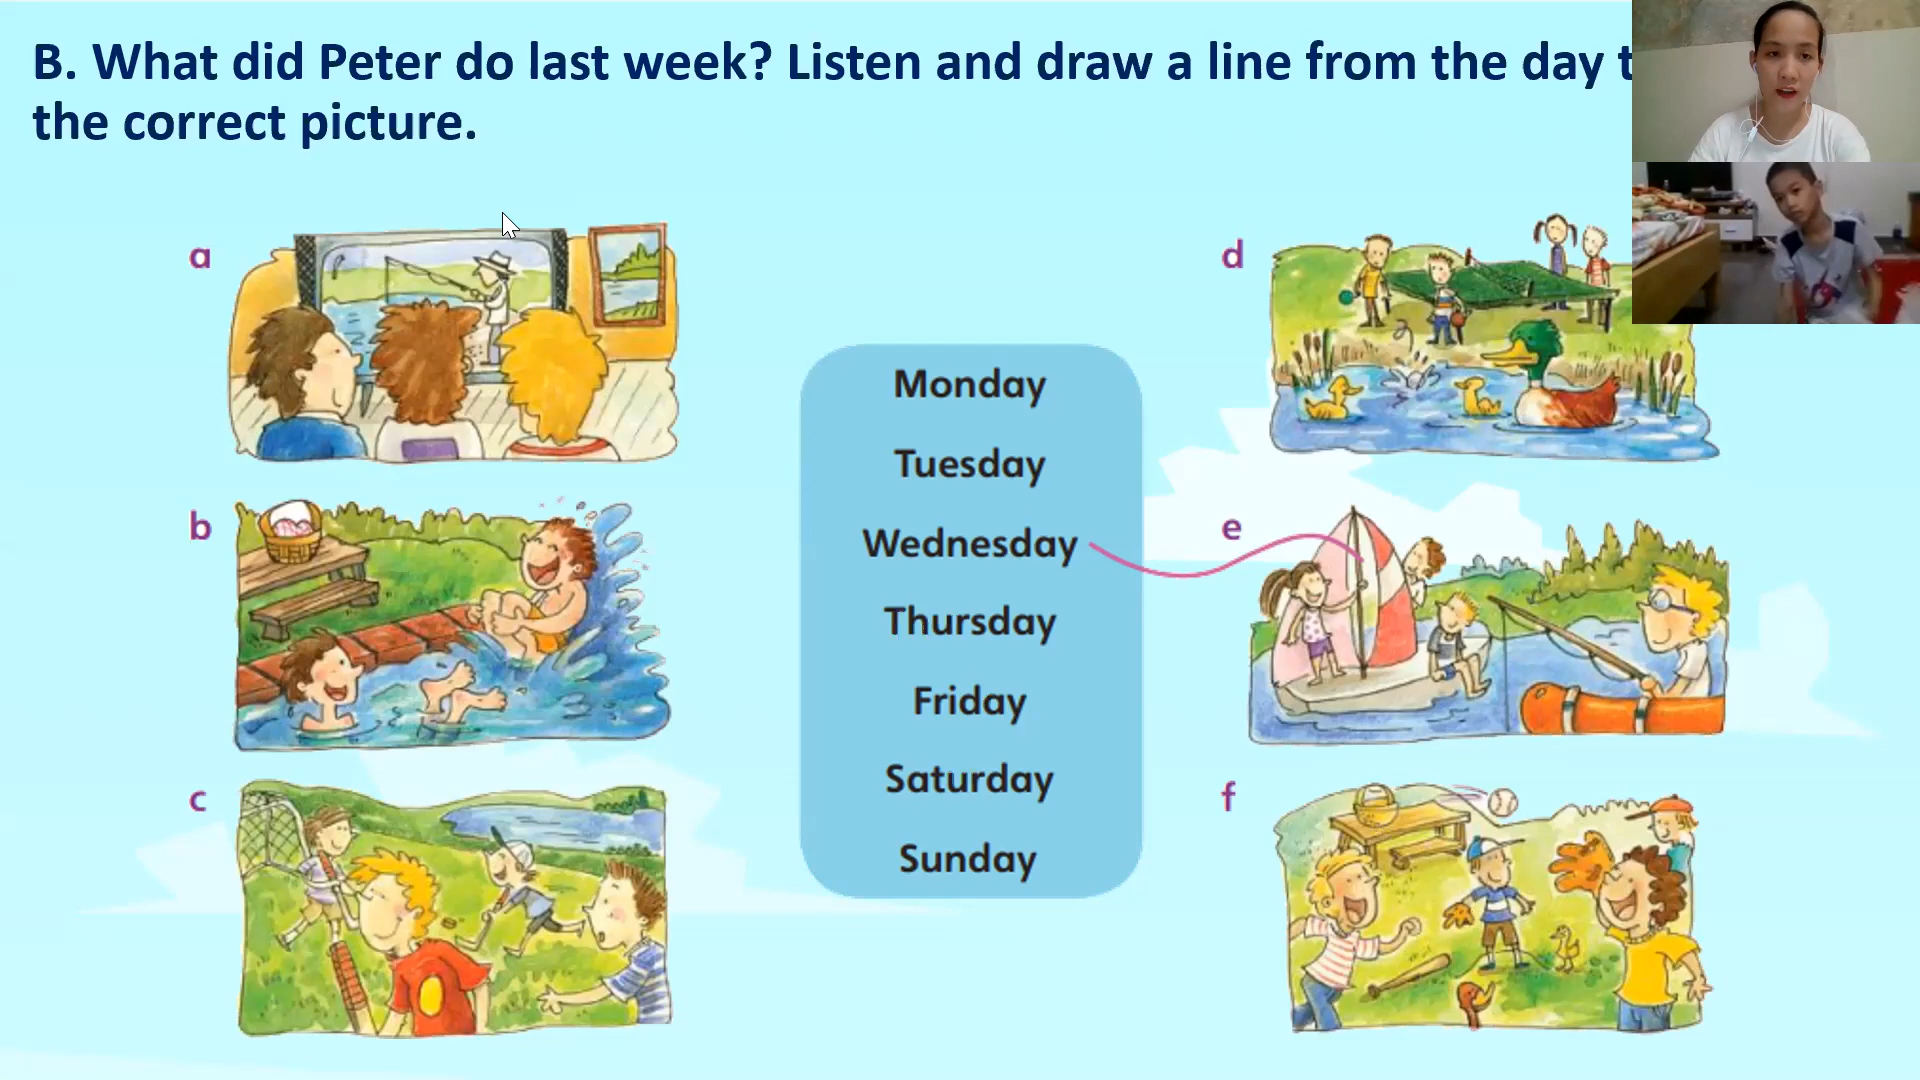 B. What did Peter do last week? Listen and draw a line from the day
the correct picture.
a
b
c
Monday
Tuesday
Wednesday
Thursday
Friday
Saturday
Sunday
d
e
f